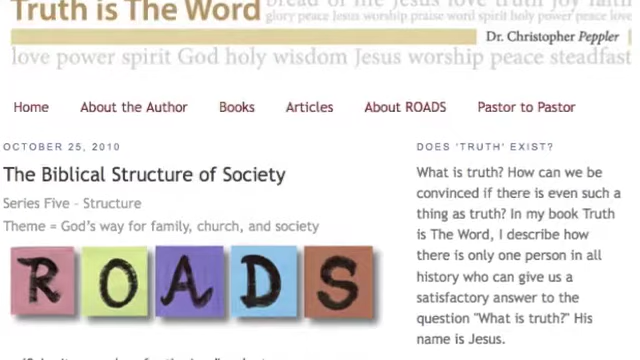 Truth is The Word
bread of life Jesus love truth joy faith
glory peace Jesus worship praise word spirit holy power peace love
Dr. Christopher Peppler
love power spirit God holy wisdom Jesus worship peace steadfast
Home About the Author Books Articles About ROADS Pastor to Pastor
OCTOBER 25, 2010
The Biblical Structure of Society
Series Five - Structure
Theme = God's way for family, church, and society
ROADS
DOES 'TRUTH' EXIST?
What is truth? How can we be
convinced if there is even such a
thing as truth? In my book Truth
is The Word, I describe how
there is only one person in all
history who can give us a
satisfactory answer to the
question "What is truth?" His
name is Jesus.